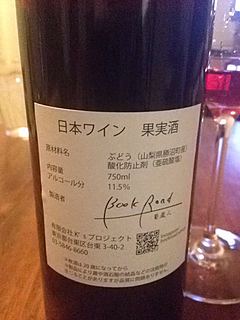 日本ワイン 果実酒
原材料名 ぶどう（山梨県勝沼町産）
酸化防止剤（亜硫酸塩）
内容量 750ml
アルコール分 11.5%
製造者 Book Road
葡蔵人
有限会社K'sプロジェクト
東京都台東区台東 3-40-2
03-5846-8660